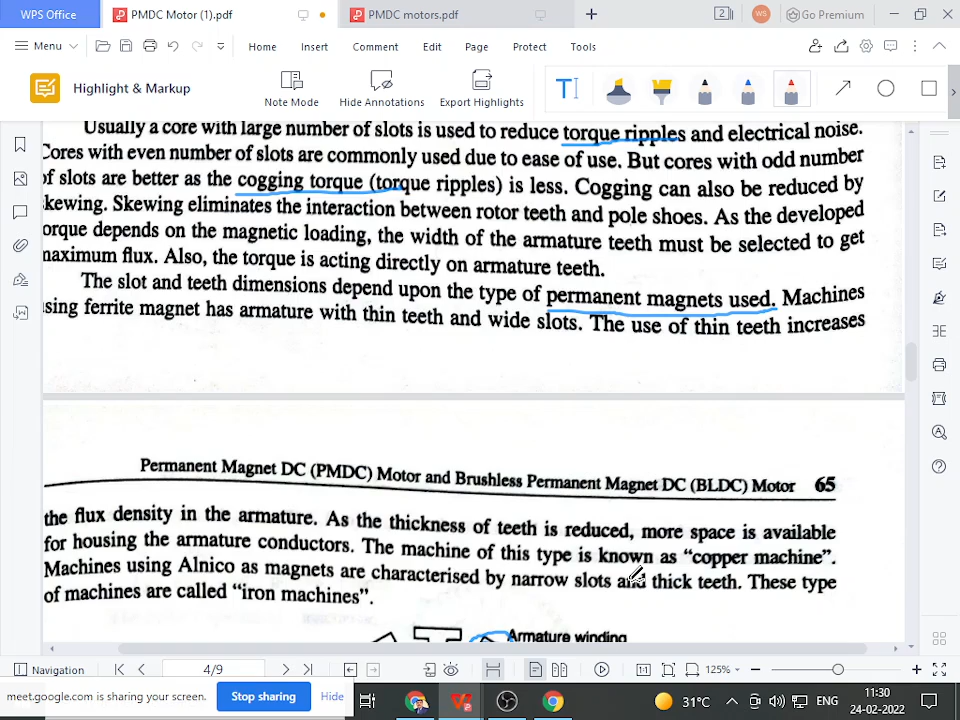 WPS Office
PMDC Motor (1).pdf
PMDC motors.pdf
2
WS
Go Premium
Menu
Home
Insert
Comment
Edit
Page
Protect
Tools
Highlight & Markup
Note Mode
Hide Annotations
Export Highlights
Usually a core with large number of slots is used to reduce torque ripples and electrical noise.
Cores with even number of slots are commonly used due to ease of use. But cores with odd number
of slots are better as the cogging torque (torque ripples) is less. Cogging can also be reduced by
skewing. Skewing eliminates the interaction between rotor teeth and pole shoes. As the developed
orque depends on the magnetic loading, the width of the armature teeth must be selected to get
maximum flux. Also, the torque is acting directly on armature teeth.
The slot and teeth dimensions depend upon the type of permanent magnets used. Machines
sing ferrite magnet has armature with thin teeth and wide slots. The use of thin teeth increases
Permanent Magnet DC (PMDC) Motor and Brushless Permanent Magnet DC (BLDC) Motor 65
the flux density in the armature. As the thickness of teeth is reduced, more space is available
for housing the armature conductors. The machine of this type is known as “copper machine”.
Machines using Alnico as magnets are characterised by narrow slots and thick teeth. These type
of machines are called “iron machines”.
Armature winding
Navigation
4/9
1:1
125%
meet.google.com is sharing your screen.
Stop sharing
Hide
31°C
ENG
11:30
24-02-2022